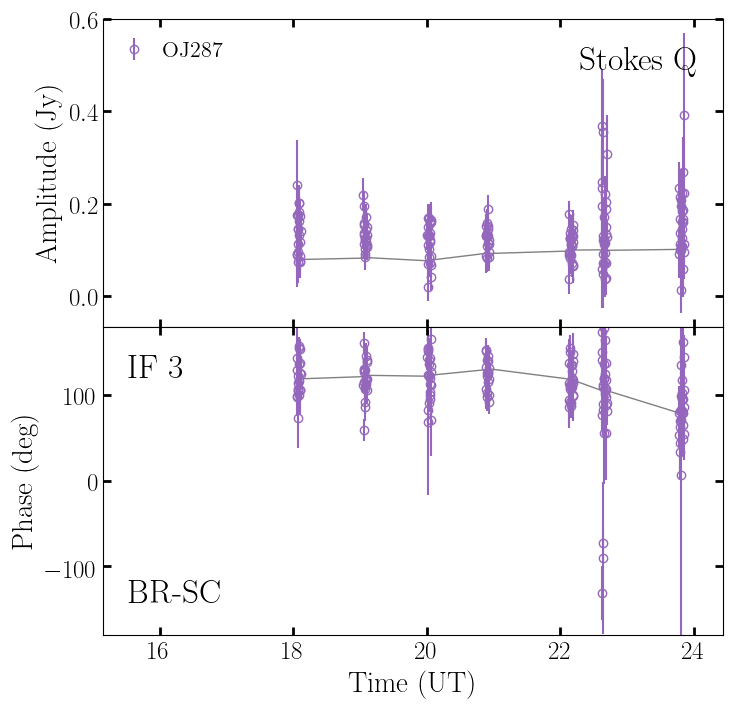 0.6
OJ287
Stokes Q
0.4
0.2
0.0
Amplitude (Jy)
IF 3
100
0
−100
Phase (deg)
BR-SC
16 18 20 22 24
Time (UT)